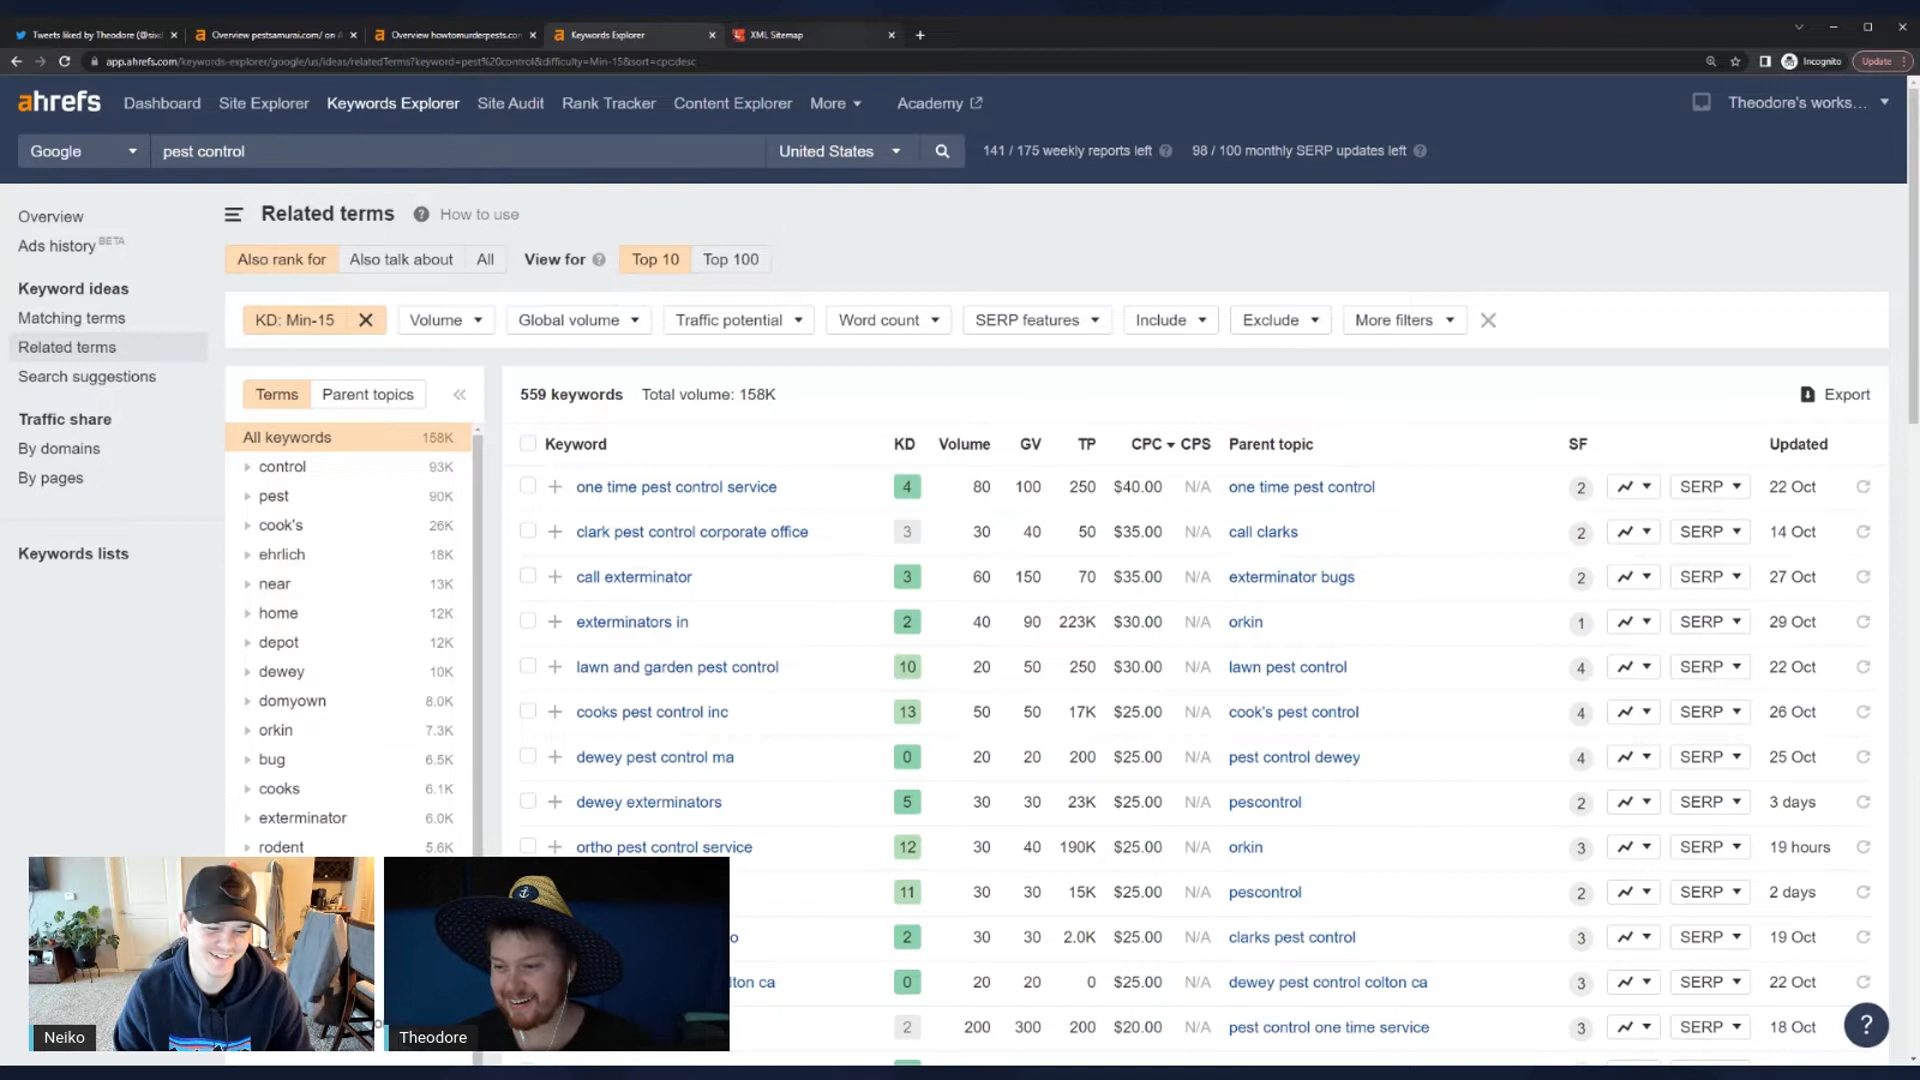 Tweets liked by Theodore (@sixc
Overview pestsamurai.com/ on A
Overview howtomurderpests.com
Keywords Explorer
XML Sitemap
app.ahrefs.com/keywords-explorer/google/us/ideas/relatedTerms?keyword=pest%20control&difficulty=Min-15&sort=cpc:desc
Incognito
Update
ahrefs
Dashboard
Site Explorer
Keywords Explorer
Site Audit
Rank Tracker
Content Explorer
More
Academy
Theodore's works...
Google
pest control
United States
141 / 175 weekly reports left
98 / 100 monthly SERP updates left
Overview
Ads history BETA
Keyword ideas
Matching terms
Related terms
Search suggestions
Traffic share
By domains
By pages
Keywords lists
Related terms
How to use
Also rank for
Also talk about
All
View for
Top 10
Top 100
KD: Min-15
Volume
Global volume
Traffic potential
Word count
SERP features
Include
Exclude
More filters
Terms
Parent topics
All keywords 158K
control 93K
pest 90K
cook's 26K
ehrlich 18K
near 13K
home 12K
depot 12K
dewey 10K
domyown 8.0K
orkin 7.3K
bug 6.5K
cooks 6.1K
exterminator 6.0K
rodent 5.6K
559 keywords Total volume: 158K
Export
Keyword KD Volume GV TP CPC CPS Parent topic SF Updated
one time pest control service 4 80 100 250 $40.00 N/A one time pest control 2 SERP 22 Oct
clark pest control corporate office 3 30 40 50 $35.00 N/A call clarks 2 SERP 14 Oct
call exterminator 3 60 150 70 $35.00 N/A exterminator bugs 2 SERP 27 Oct
exterminators in 2 40 90 223K $30.00 N/A orkin 1 SERP 29 Oct
lawn and garden pest control 10 20 50 250 $30.00 N/A lawn pest control 4 SERP 22 Oct
cooks pest control inc 13 50 50 17K $25.00 N/A cook's pest control 4 SERP 26 Oct
dewey pest control ma 0 20 20 200 $25.00 N/A pest control dewey 4 SERP 25 Oct
dewey exterminators 5 30 30 23K $25.00 N/A pescontrol 2 SERP 3 days
ortho pest control service 12 30 40 190K $25.00 N/A orkin 3 SERP 19 hours
11 30 30 15K $25.00 N/A pescontrol 2 SERP 2 days
o 2 30 30 2.0K $25.00 N/A clarks pest control 3 SERP 19 Oct
lton ca 0 20 20 0 $25.00 N/A dewey pest control colton ca 3 SERP 22 Oct
2 200 300 200 $20.00 N/A pest control one time service 3 SERP 18 Oct
?
Neiko
Theodore